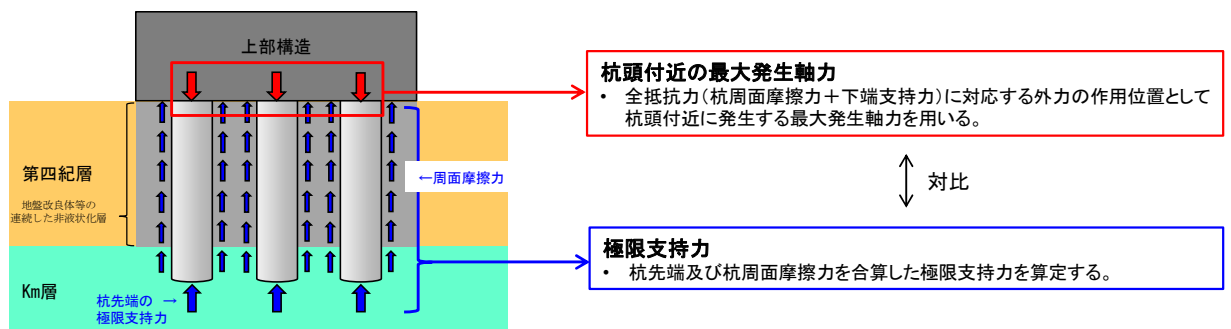 上部構造
第四紀層
地盤改良体等の
連続した非液状化層
Km層
杭先端の →
極限支持力
←周面摩擦力
杭頭付近の最大発生軸力
・ 全抵抗力(杭周面摩擦力+下端支持力)に対応する外力の作用位置として
杭頭付近に発生する最大発生軸力を用いる。
対比
極限支持力
・ 杭先端及び杭周面摩擦力を合算した極限支持力を算定する。